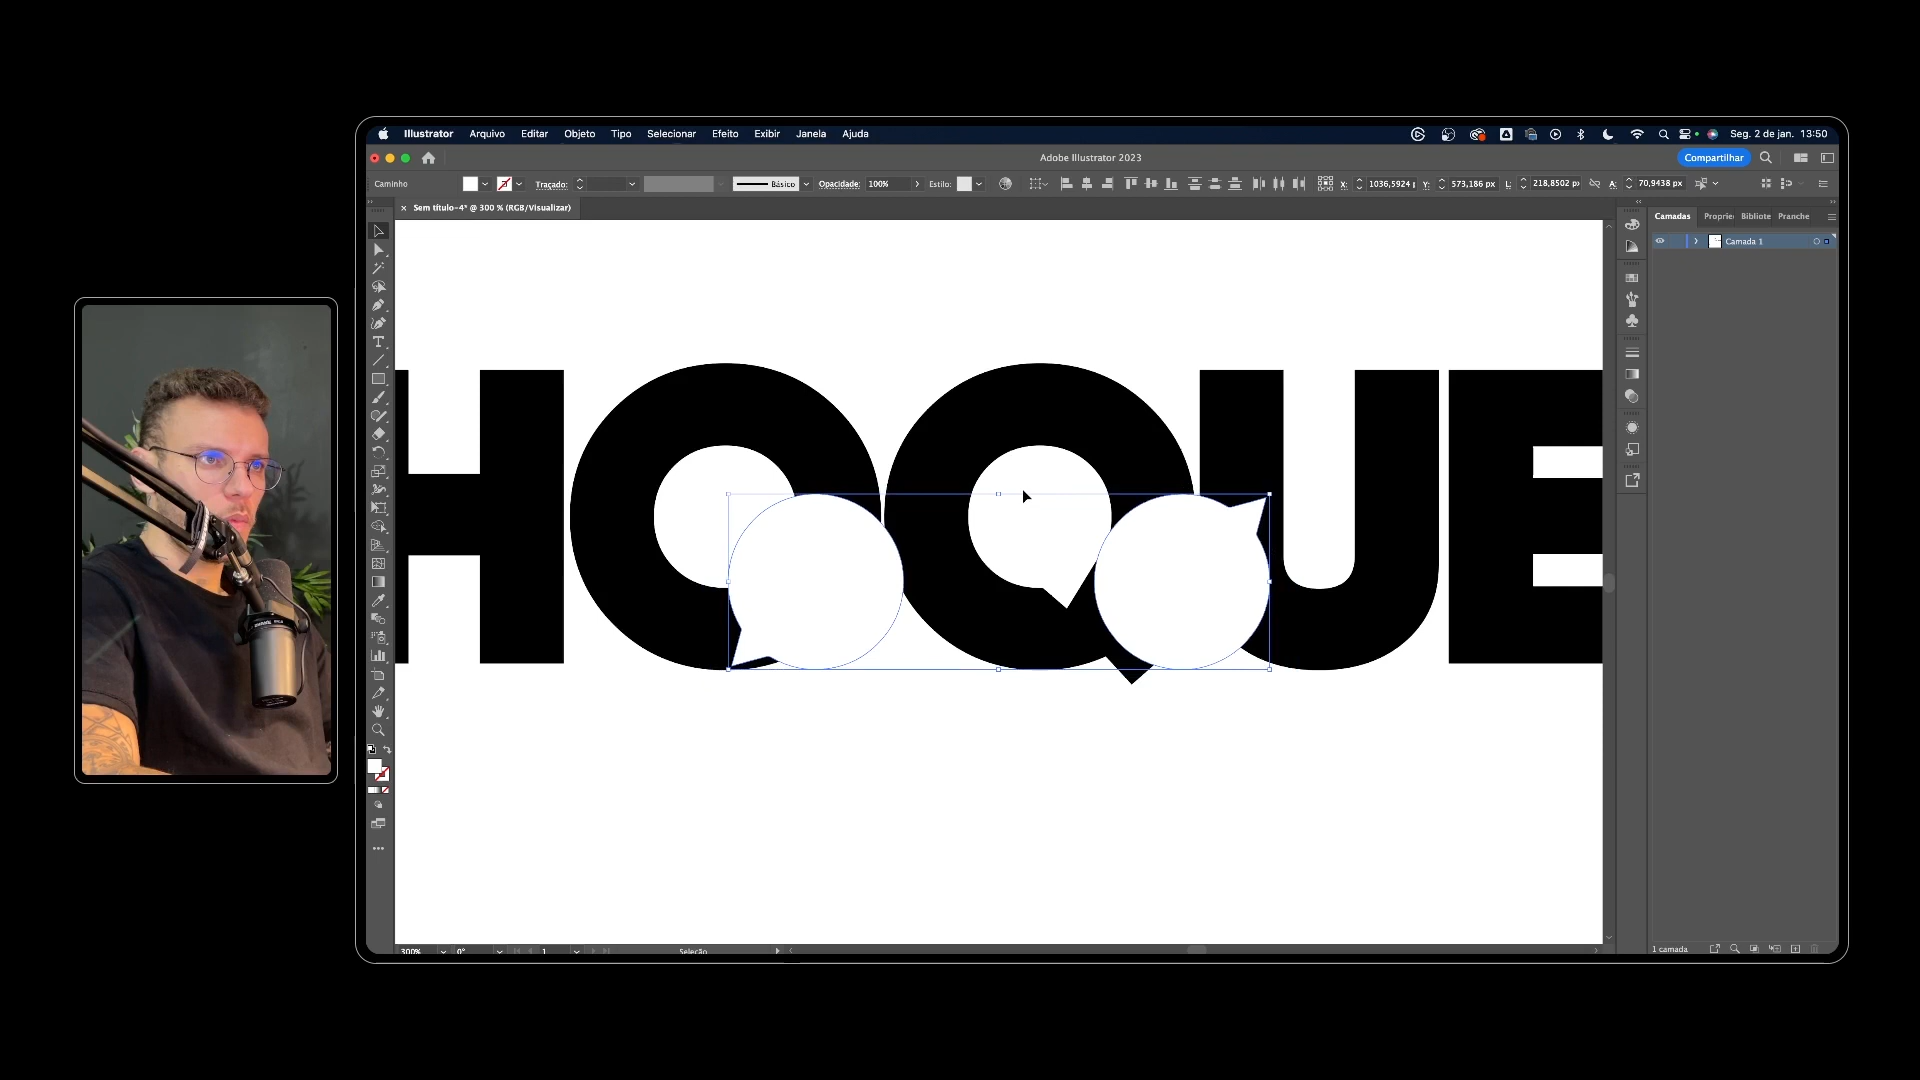 Illustrator Arquivo Editar Objeto Tipo Selecionar Efeito Exibir Janela Ajuda
Seg. 2 de jan. 13:50
Adobe Illustrator 2023
Compartilhar
Caminho
Traçado:
Básico
Opacidade: 100%
Estilo:
X: 1036,5924
Y: 573,186 px
L: 218,8502 px
A: 70,9438 px
× Sem título-4* @ 300 % (RGB/Visualizar)
Camadas Proprie Bibliote Pranche
Camada 1
HOQUE
300% 0° 1 Seleção
1 camada